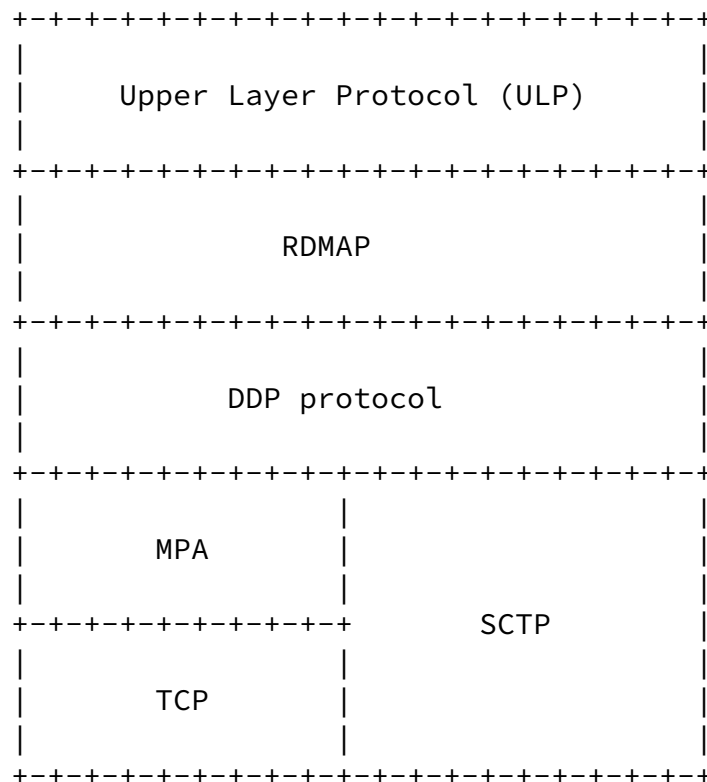 Upper Layer Protocol (ULP)
RDMAP
DDP protocol
MPA
SCTP
TCP